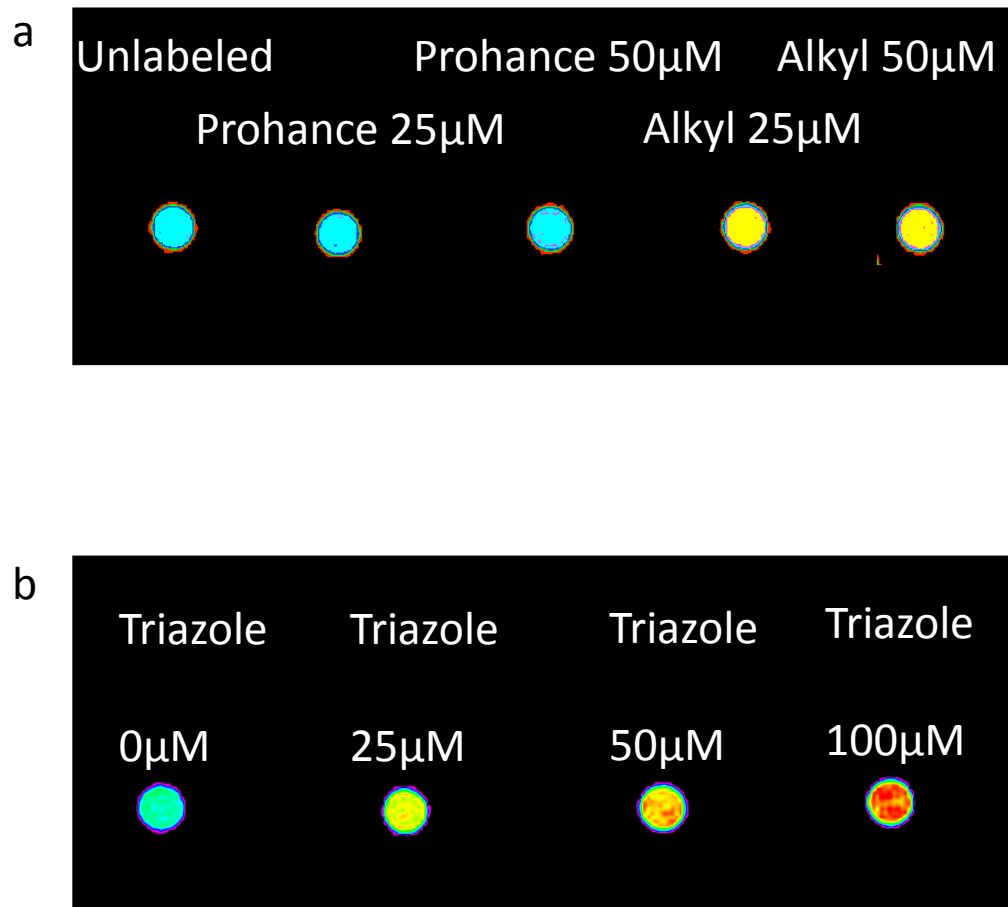 a
Unlabeled Prohance 50μM Alkyl 50μM
Prohance 25μM Alkyl 25μM
b
Triazole Triazole Triazole Triazole
0μM 25μM 50μM 100μM